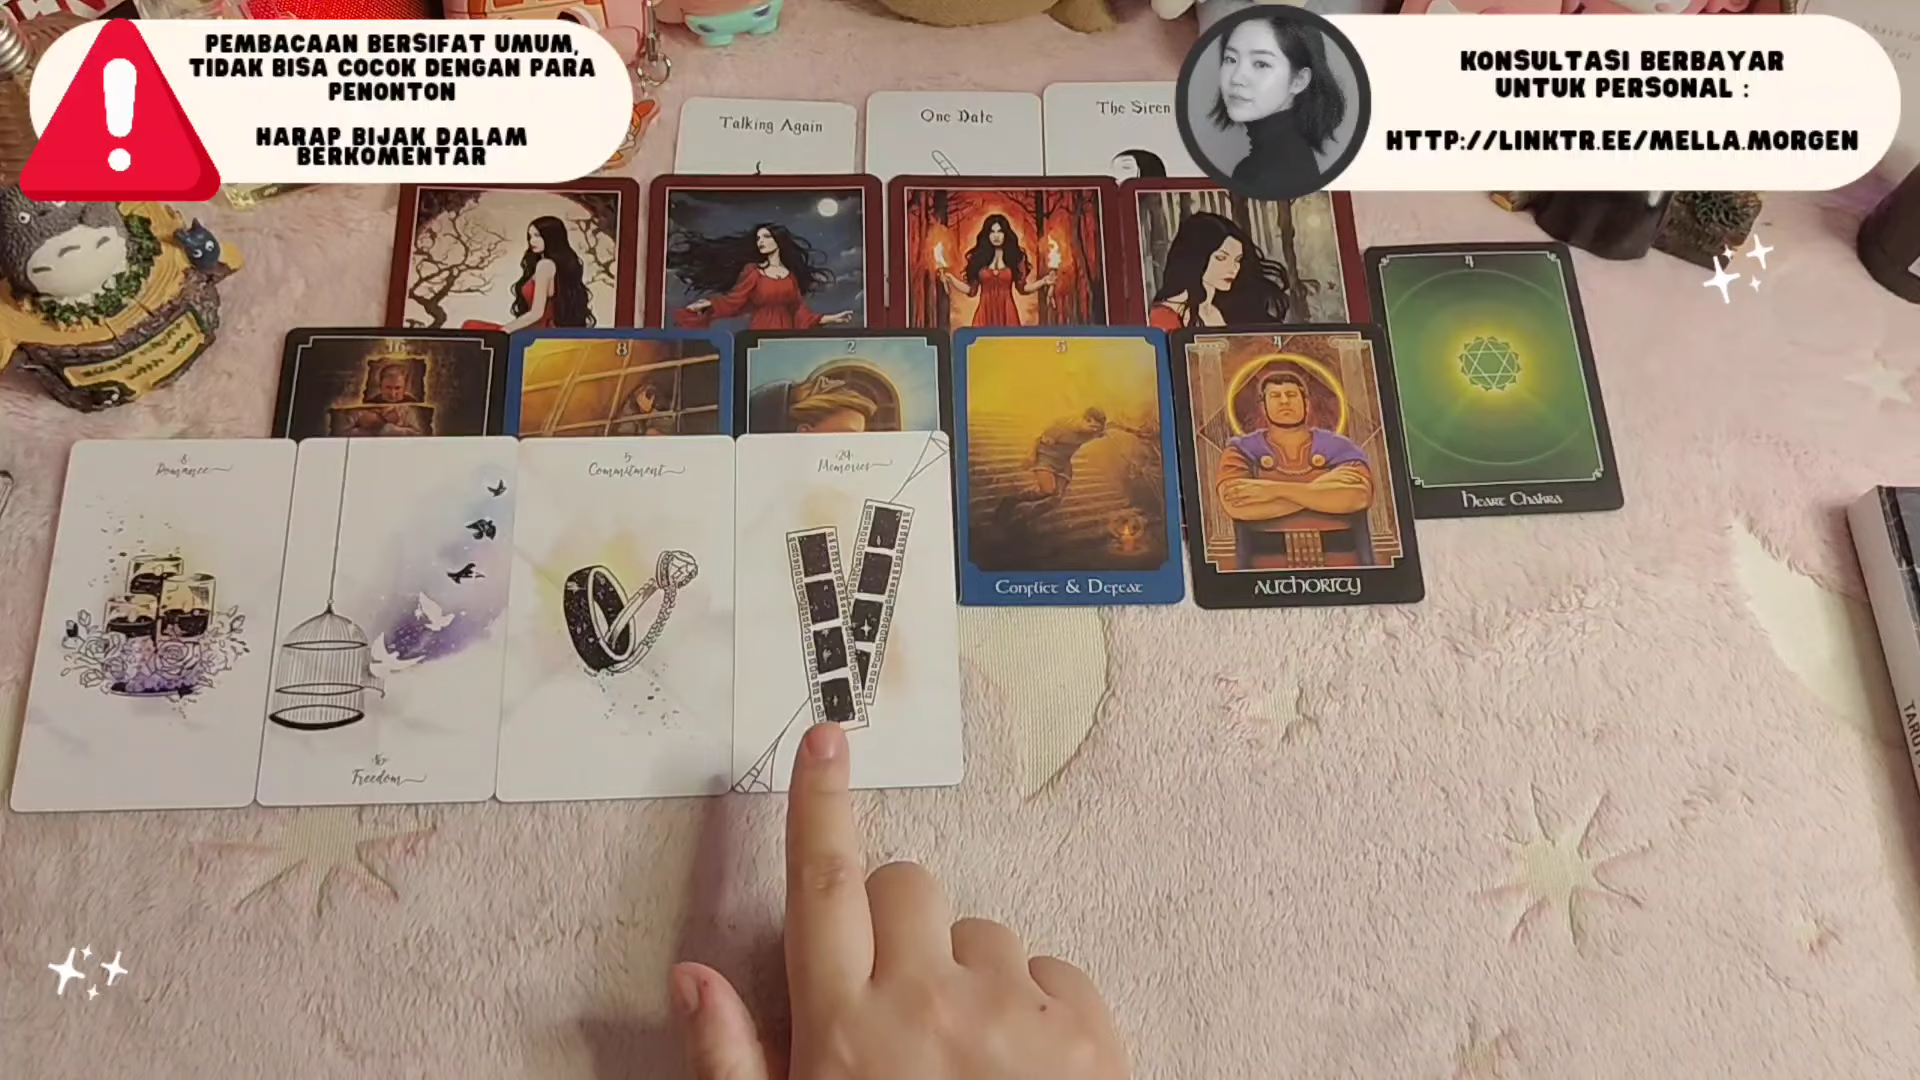 PEMBACAAN BERSIFAT UMUM,
TIDAK BISA COCOK DENGAN PARA
PENONTON
HARAP BIJAK DALAM
BERKOMENTAR
KONSULTASI BERBAYAR
UNTUK PERSONAL :
HTTP://LINKTR.EE/MELLA.MORGEN
Talking Again
One Date
The Siren
4
Heart Chakra
16
8
2
5
Conflict & Defeat
4
AUTHORITY
8
Romance
Freedom
5
Commitment
Memories